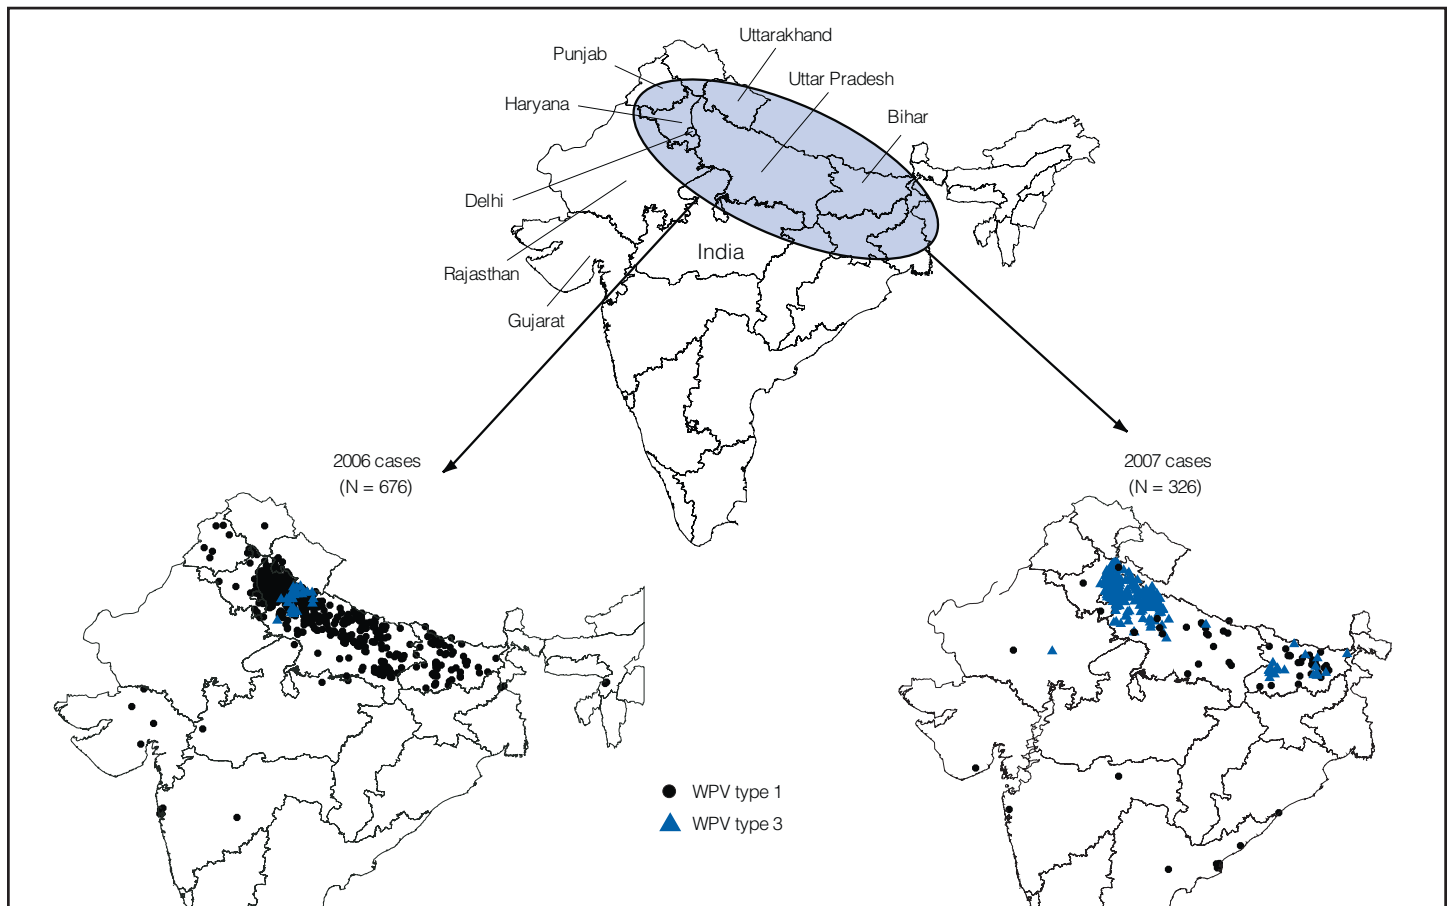 Uttarakhand
Punjab
Uttar Pradesh
Haryana
Bihar
Delhi
India
Rajasthan
Gujarat
2006 cases
(N = 676)
2007 cases
(N = 326)
WPV type 1
WPV type 3